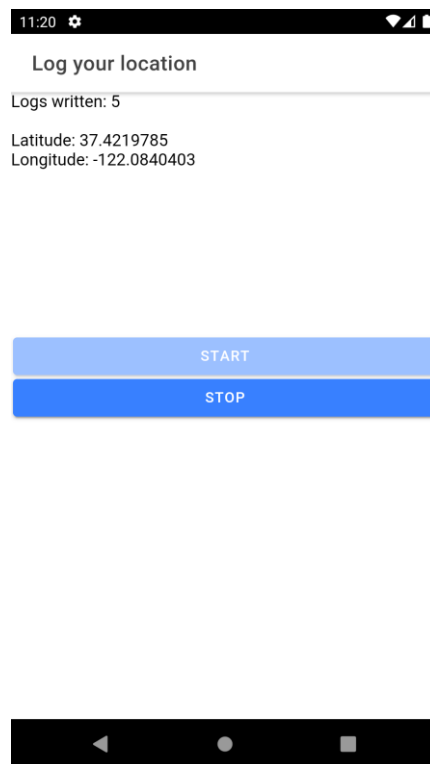 11:20
Log your location
Logs written: 5
Latitude: 37.4219785
Longitude: -122.0840403
START
STOP